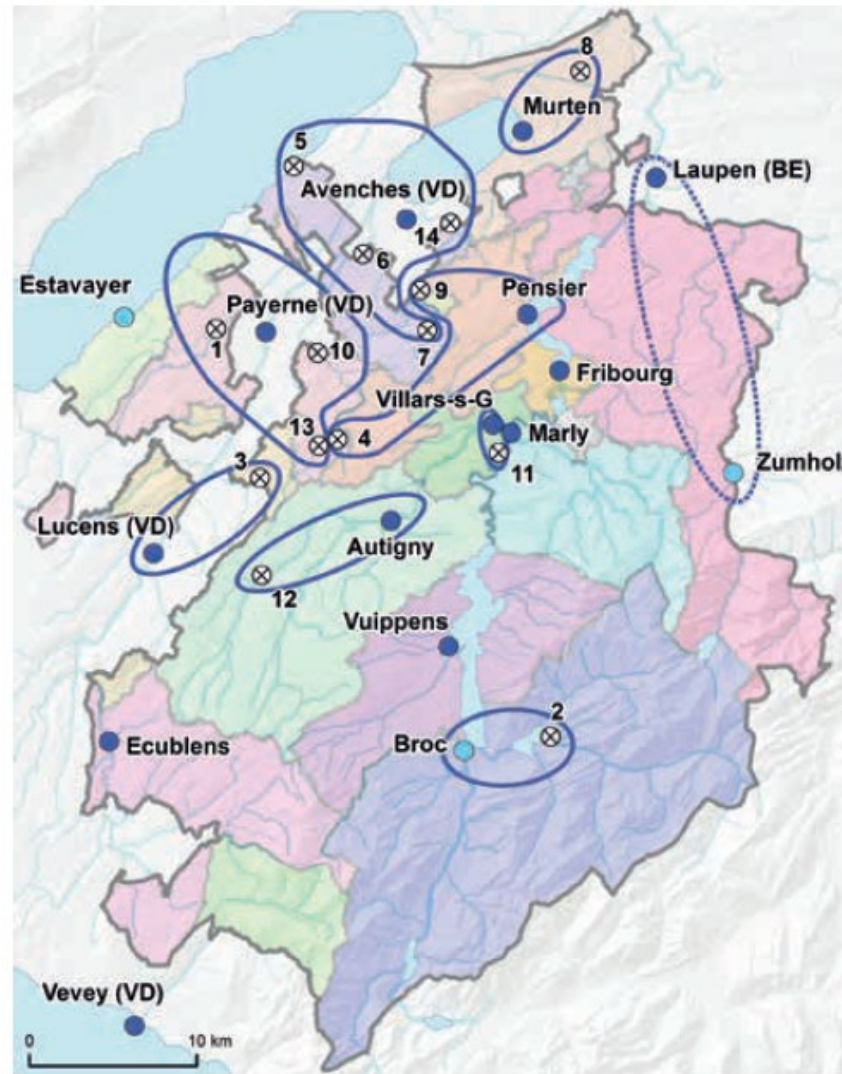 8
Murten
5
Laupen (BE)
Avenches (VD)
14
6
Estavayer
9
Payerne (VD)
Pensier
1
10
7
Fribourg
Villars-s-G
13
4
Marly
3
11
Zumhol
Lucens (VD)
Autigny
12
Vuippens
2
Broc
Ecublens
Vevey (VD)
0
10 km